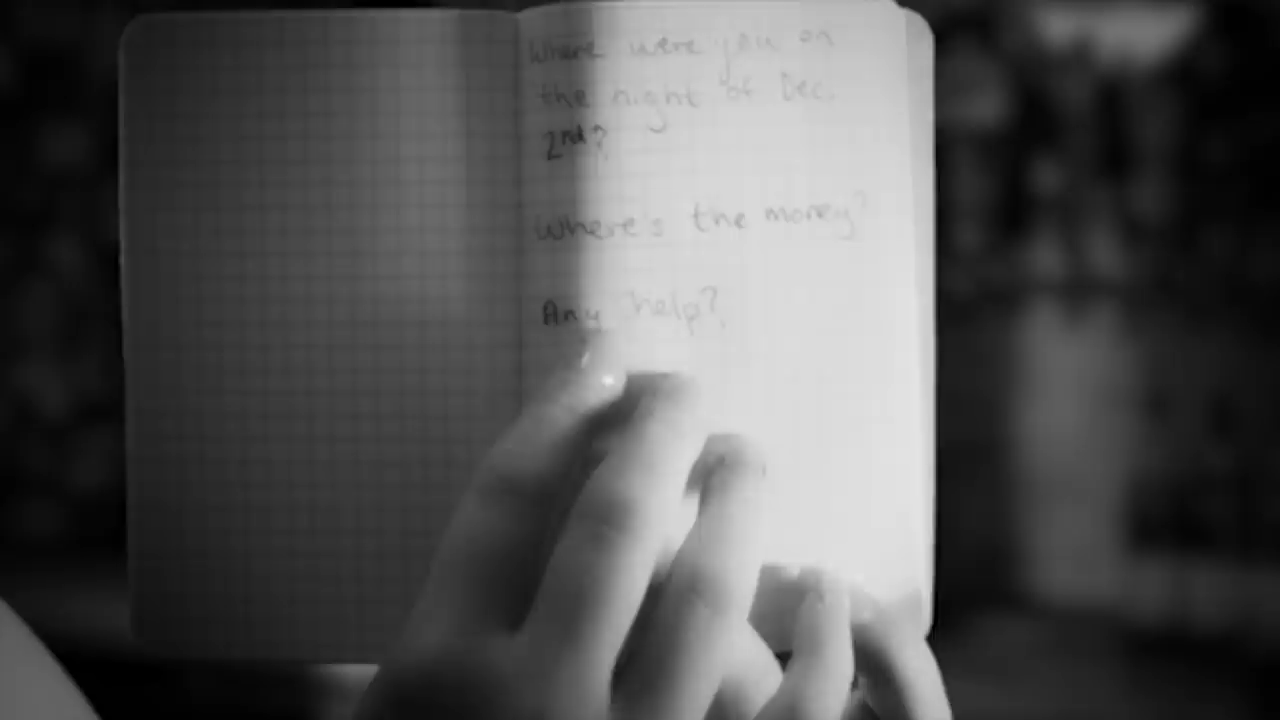 Where were you on
the night of Dec.
2nd?
Where's the money?
Any help?